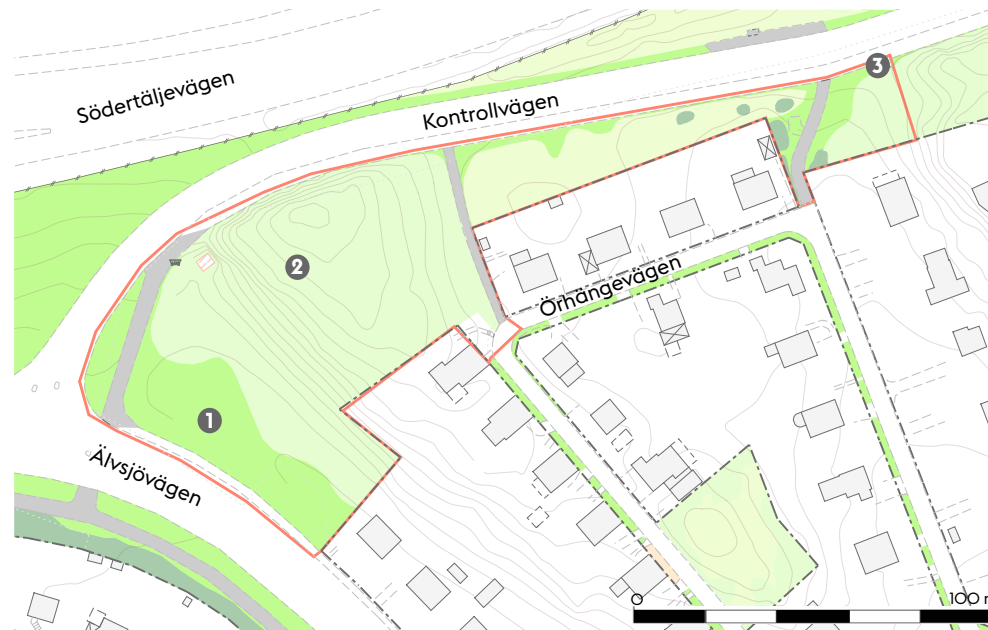 Södertäljevägen
Kontrollvägen
3
2
Örhängevägen
1
Älvsjövägen
0
100 m